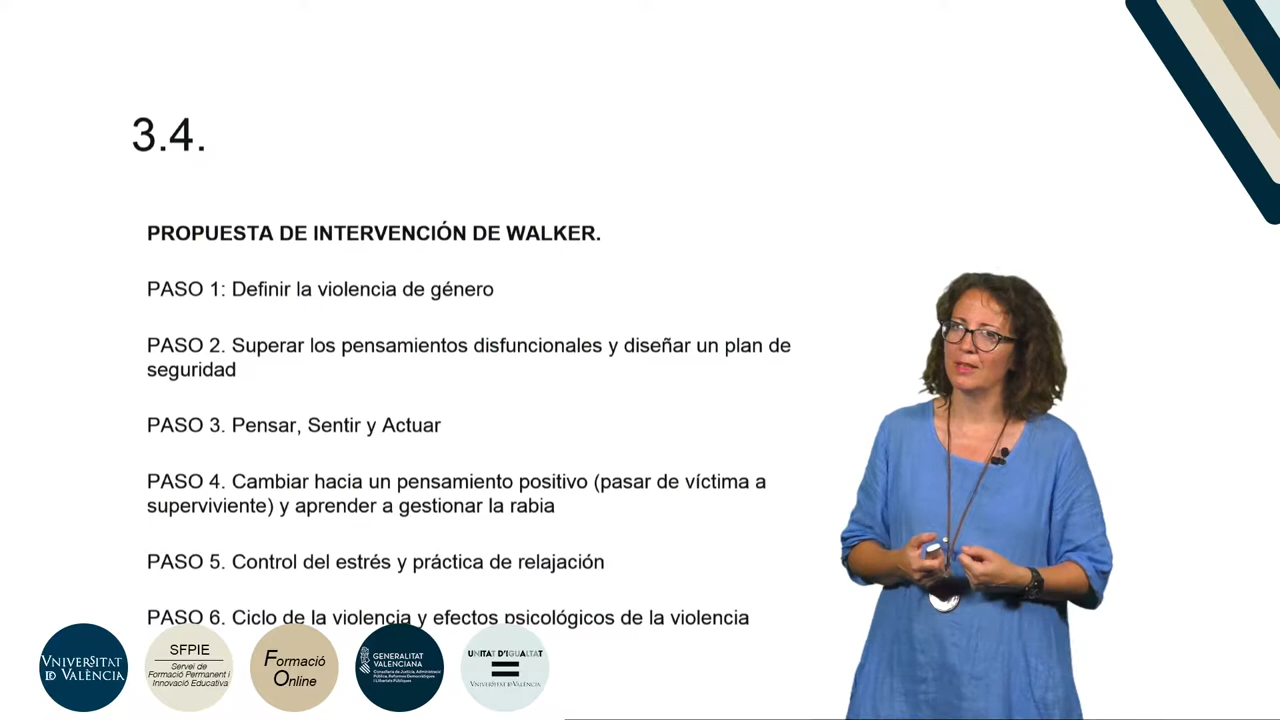 3.4.
PROPUESTA DE INTERVENCIÓN DE WALKER.
PASO 1: Definir la violencia de género
PASO 2. Superar los pensamientos disfuncionales y diseñar un plan de
seguridad
PASO 3. Pensar, Sentir y Actuar
PASO 4. Cambiar hacia un pensamiento positivo (pasar de víctima a
superviviente) y aprender a gestionar la rabia
PASO 5. Control del estrés y práctica de relajación
PASO 6. Ciclo de la violencia y efectos psicológicos de la violencia
VNIVERSITAT
ID VALÈNCIA
SFPIE
Servei de
Formació Permanent i
Innovació Educativa
Formació
Online
GENERALITAT
VALENCIANA
Conselleria de Justícia, Administració
Pública, Reformes Democràtiques
i Llibertats Públiques
UNITAT D'IGUALTAT
VNIVERSITAT ID VALÈNCIA